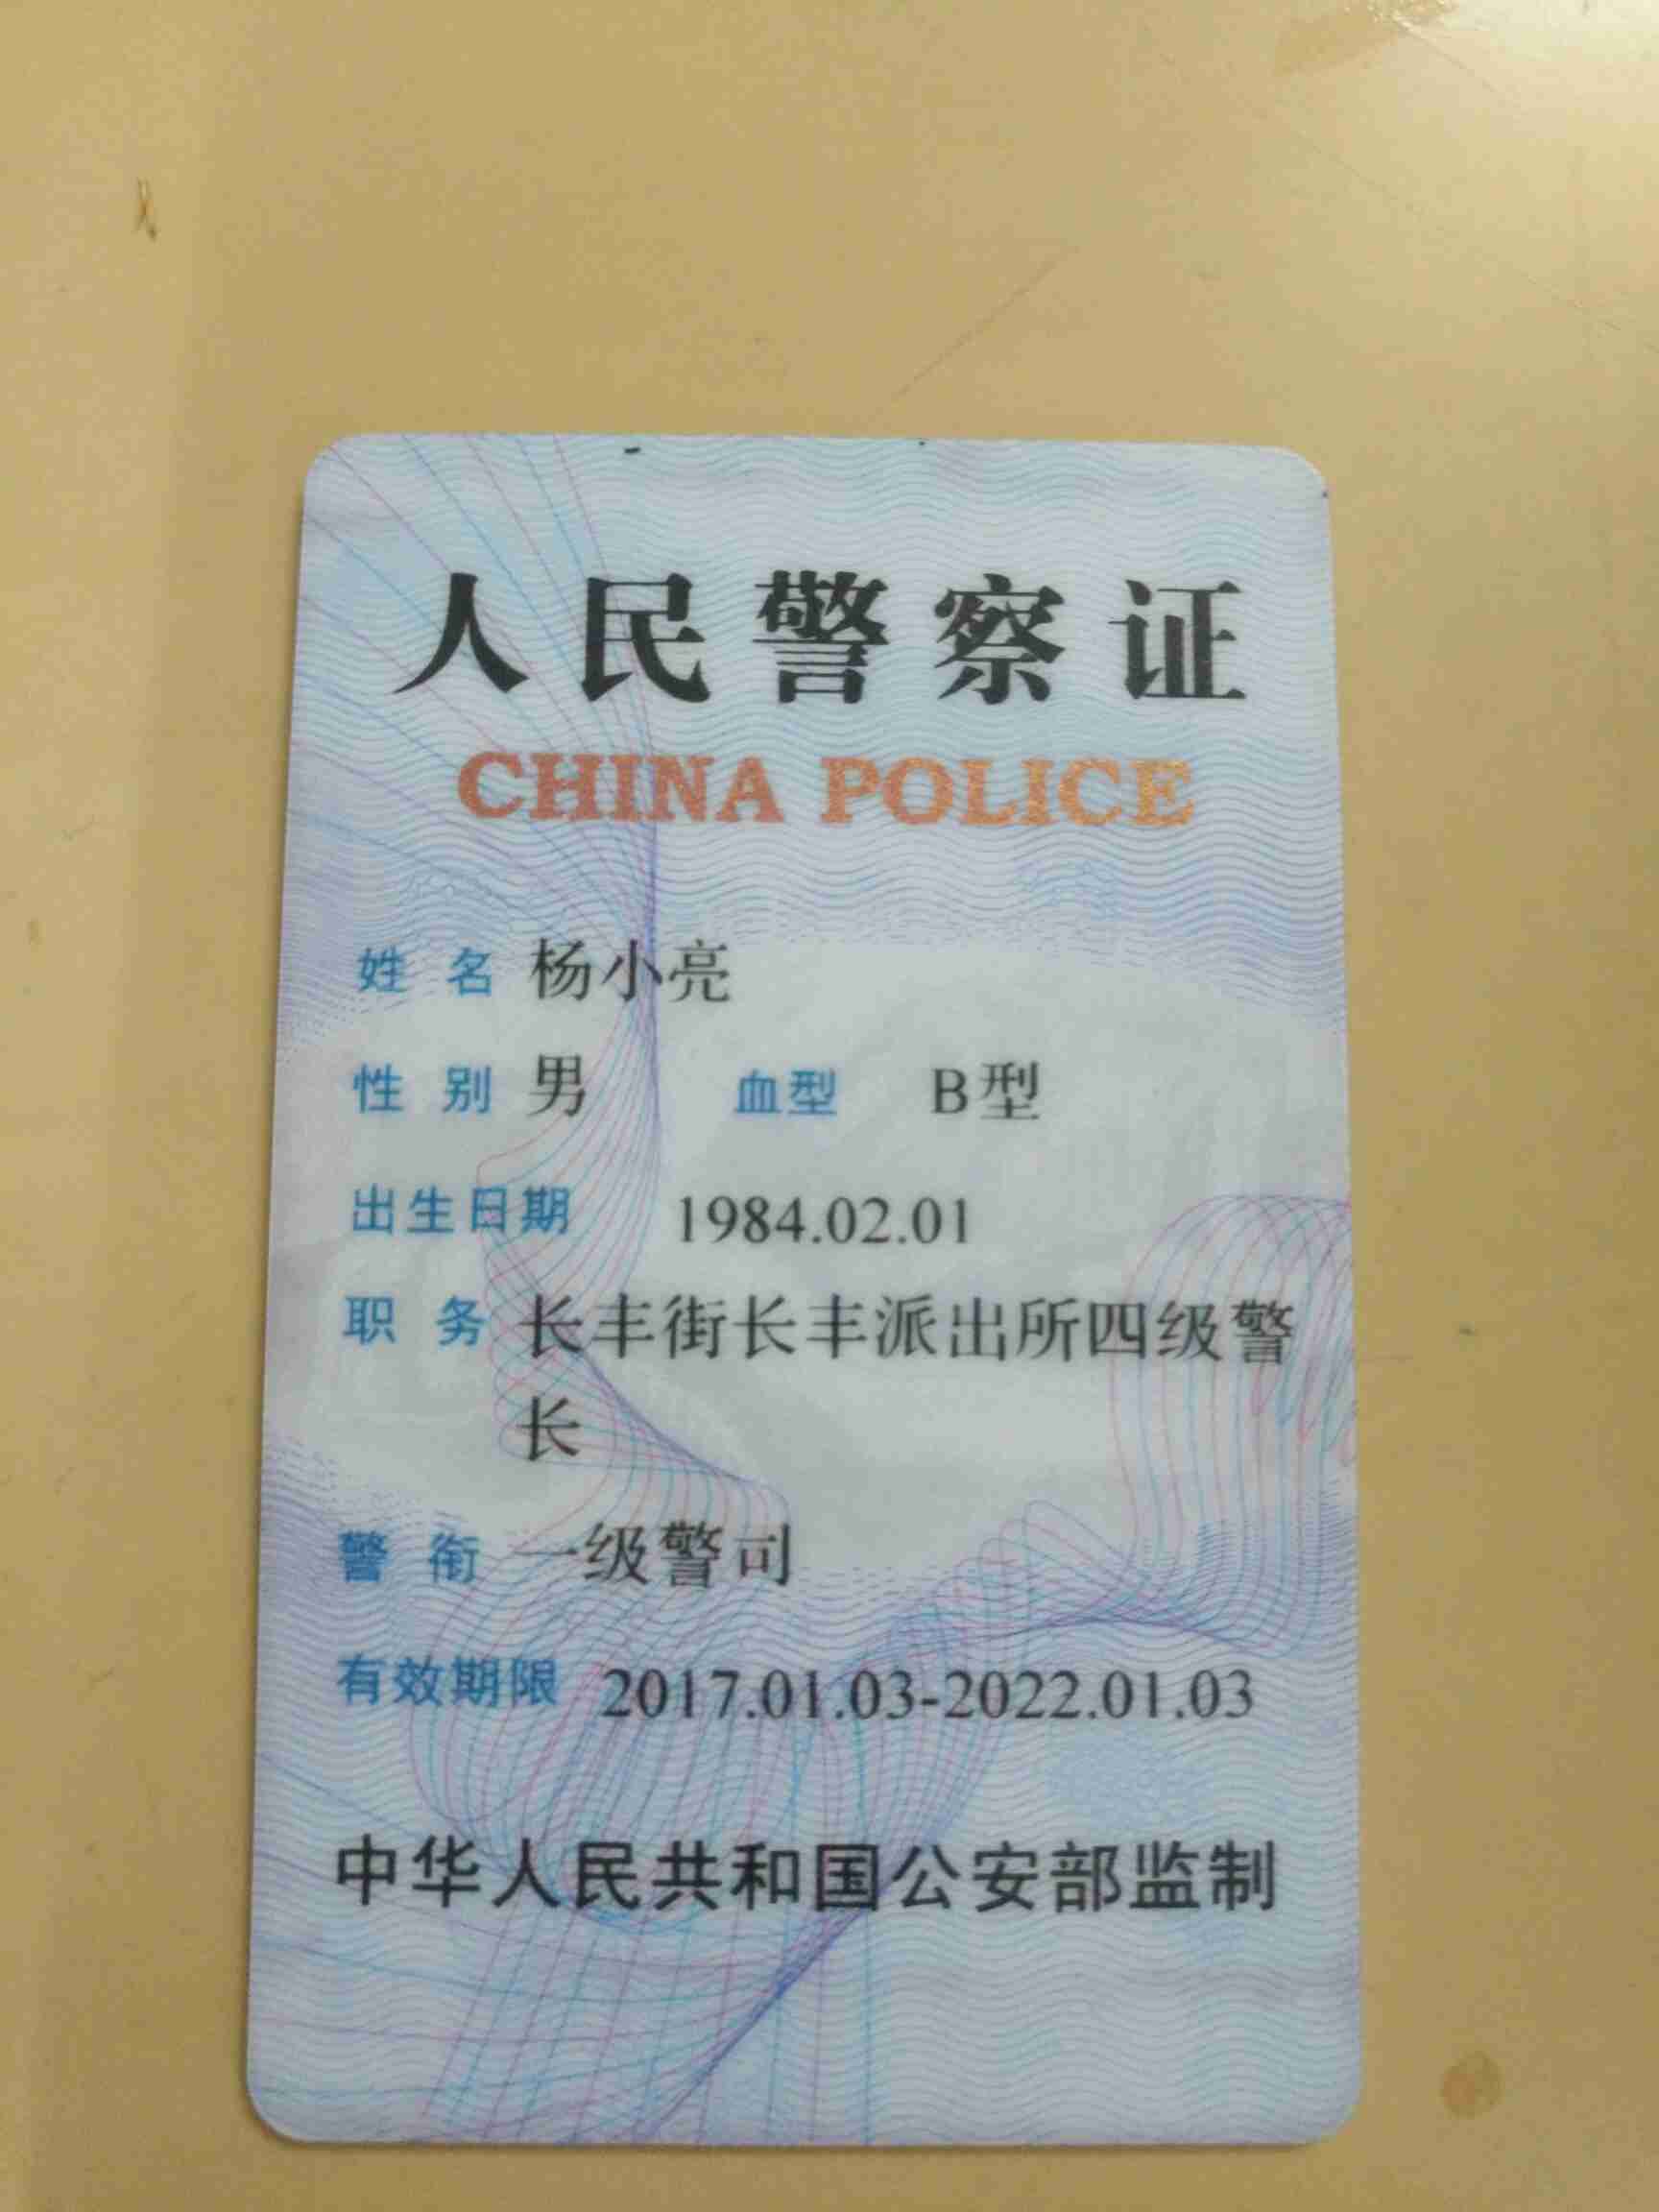 人民警察证
CHINA POLICE
姓名 杨小亮
性别 男 血型 B型
出生日期 1984.02.01
职务 长丰街长丰派出所四级警
长
警衔 一级警司
有效期限 2017.01.03-2022.01.03
中华人民共和国公安部监制